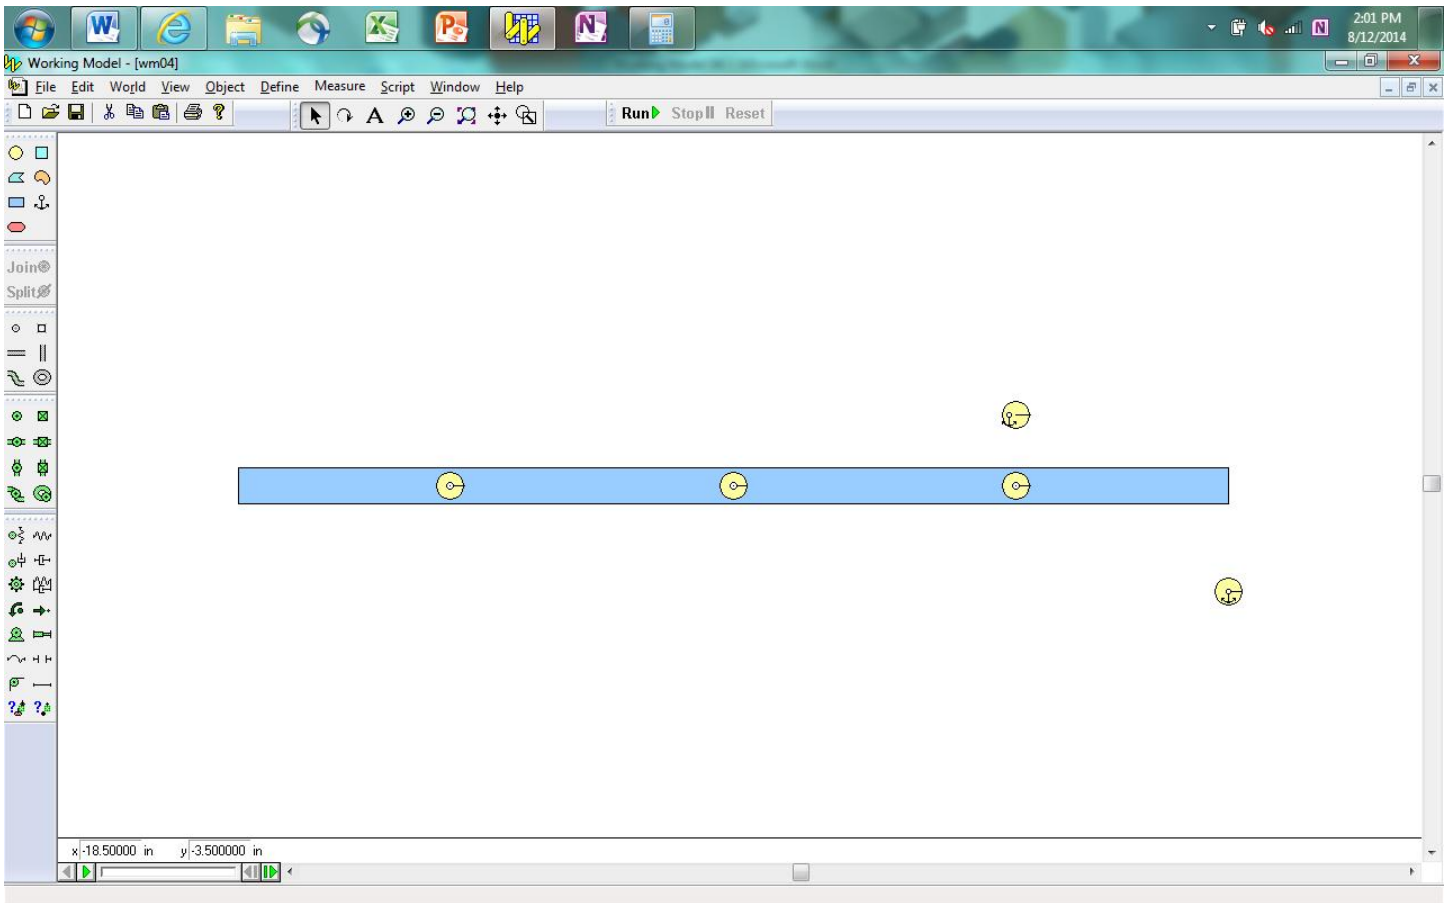 2:01 PM
8/12/2014
Working Model - [wm04]
File Edit World View Object Define Measure Script Window Help
Run Stop Reset
Join
Split
x -18.50000 in y -3.500000 in